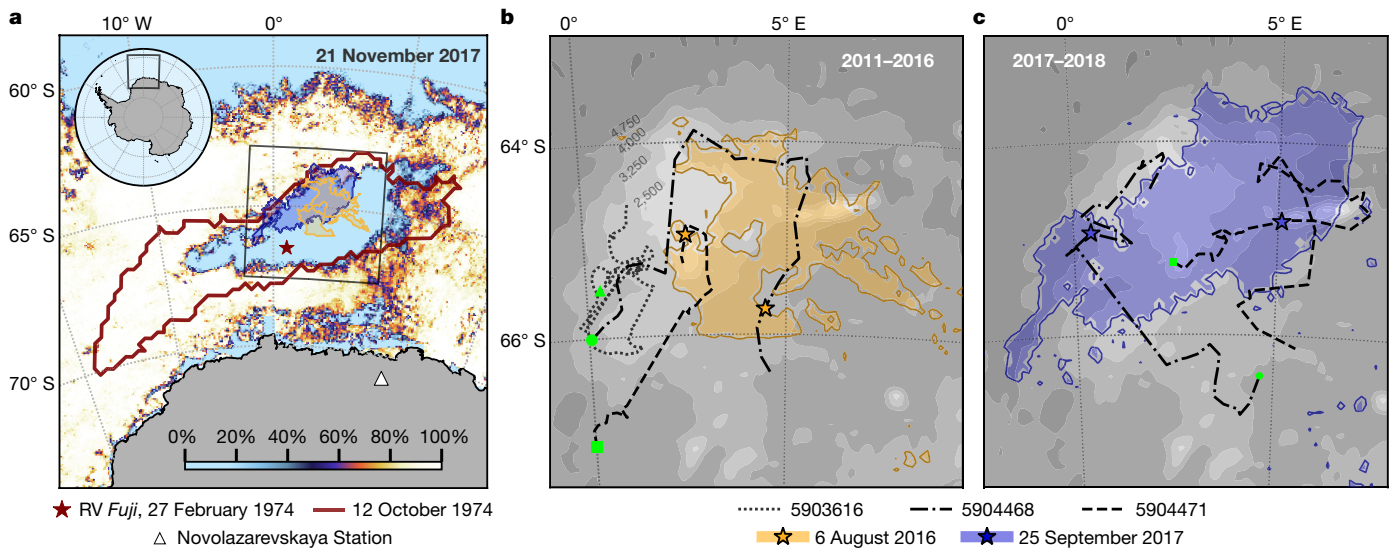 a
10° W
0°
21 November 2017
60° S
65° S
70° S
0%
20%
40%
60%
80%
100%
RV Fuji, 27 February 1974
12 October 1974
Novolazarevskaya Station
b
0°
5° E
2011–2016
64° S
66° S
4,750
4,000
3,250
2,500
c
0°
5° E
2017–2018
5903616
5904468
5904471
6 August 2016
25 September 2017